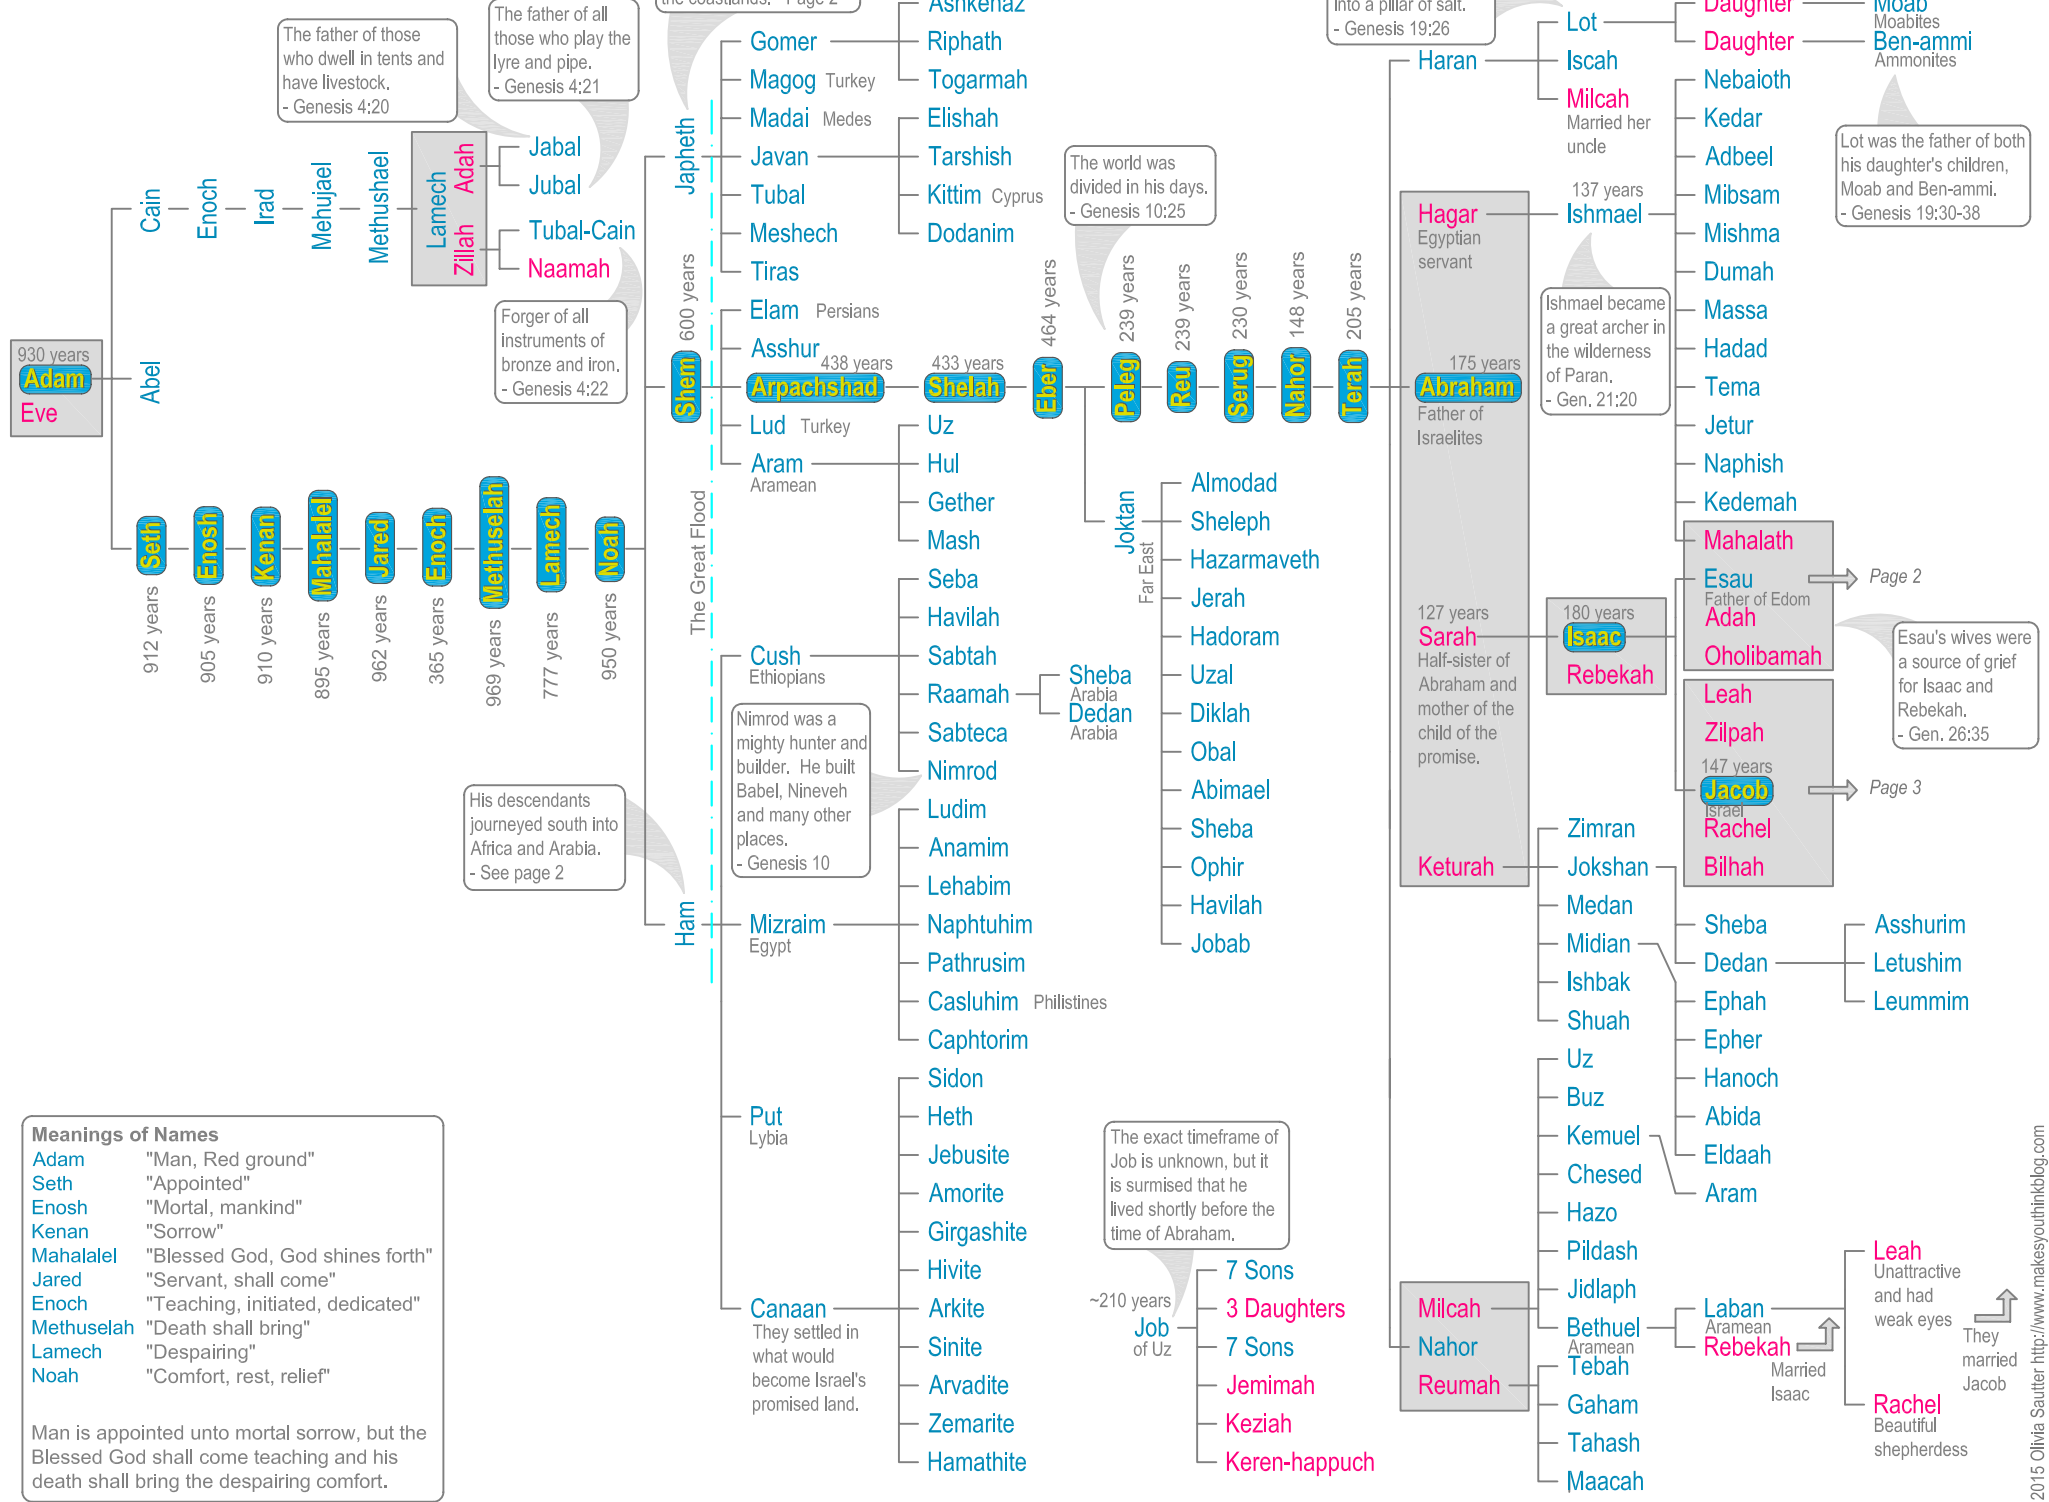 The father of those
who dwell in tents and
have livestock.
- Genesis 4:20
The father of all
those who play the
lyre and pipe.
- Genesis 4:21
the coastlands. Page 2
Forger of all
instruments of
bronze and iron.
- Genesis 4:22
930 years
Adam
Eve
Cain
Enoch
Irad
Mehujael
Methushael
Lamech
Adah
Zillah
Jabal
Jubal
Tubal-Cain
Naamah
Abel
Seth
912 years
Enosh
905 years
Kenan
910 years
Mahalalel
895 years
Jared
962 years
Enoch
365 years
Methuselah
969 years
Lamech
777 years
Noah
950 years
The Great Flood
Japheth
Gomer
Magog Turkey
Madai Medes
Javan
Tubal
Meshech
Tiras
Ashkenaz
Riphath
Togarmah
Elishah
Tarshish
Kittim Cyprus
Dodanim
Shem
600 years
Elam Persians
Asshur
438 years
Arpachshad
Lud Turkey
Aram
Aramean
433 years
Shelah
Uz
Hul
Gether
Mash
Eber
464 years
The world was
divided in his days.
- Genesis 10:25
Peleg
239 years
Reu
239 years
Serug
230 years
Nahor
148 years
Terah
205 years
Joktan
Far East
Almodad
Sheleph
Hazarmaveth
Jerah
Hadoram
Uzal
Diklah
Obal
Abimael
Sheba
Ophir
Havilah
Jobab
His descendants
journeyed south into
Africa and Arabia.
- See page 2
Ham
Cush
Ethiopians
Seba
Havilah
Sabtah
Raamah
Sabteca
Nimrod
Sheba
Arabia
Dedan
Arabia
Nimrod was a
mighty hunter and
builder. He built
Babel, Nineveh
and many other
places.
- Genesis 10
Mizraim
Egypt
Ludim
Anamim
Lehabim
Naphtuhim
Pathrusim
Casluhim Philistines
Caphtorim
Put
Lybia
Canaan
They settled in
what would
become Israel's
promised land.
Sidon
Heth
Jebusite
Amorite
Girgashite
Hivite
Arkite
Sinite
Arvadite
Zemarite
Hamathite
The exact timeframe of
Job is unknown, but it
is surmised that he
lived shortly before the
time of Abraham.
~210 years
Job
of Uz
7 Sons
3 Daughters
7 Sons
Jemimah
Keziah
Keren-happuch
into a pillar of salt.
- Genesis 19:26
Haran
Lot
Iscah
Milcah
Married her
uncle
Daughter
Moab
Moabites
Daughter
Ben-ammi
Ammonites
Lot was the father of both
his daughter's children,
Moab and Ben-ammi.
- Genesis 19:30-38
Hagar
Egyptian
servant
137 years
Ishmael
Ishmael became
a great archer in
the wilderness
of Paran.
- Gen. 21:20
Nebaioth
Kedar
Adbeel
Mibsam
Mishma
Dumah
Massa
Hadad
Tema
Jetur
Naphish
Kedemah
Mahalath
175 years
Abraham
Father of
Israelites
127 years
Sarah
Half-sister of
Abraham and
mother of the
child of the
promise.
180 years
Isaac
Rebekah
Esau
Father of Edom
Adah
Oholibamah
Page 2
Esau's wives were
a source of grief
for Isaac and
Rebekah.
- Gen. 26:35
Leah
Zilpah
147 years
Jacob
Israel
Rachel
Bilhah
Page 3
Keturah
Zimran
Jokshan
Medan
Midian
Ishbak
Shuah
Sheba
Dedan
Asshurim
Letushim
Leummim
Ephah
Epher
Hanoch
Abida
Eldaah
Milcah
Nahor
Reumah
Uz
Buz
Kemuel
Chesed
Hazo
Pildash
Jidlaph
Bethuel
Aramean
Aram
Tebah
Gaham
Tahash
Maacah
Laban
Aramean
Rebekah
Married
Isaac
Leah
Unattractive
and had
weak eyes
They
married
Jacob
Rachel
Beautiful
shepherdess
Meanings of Names
Adam "Man, Red ground"
Seth "Appointed"
Enosh "Mortal, mankind"
Kenan "Sorrow"
Mahalalel "Blessed God, God shines forth"
Jared "Servant, shall come"
Enoch "Teaching, initiated, dedicated"
Methuselah "Death shall bring"
Lamech "Despairing"
Noah "Comfort, rest, relief"
Man is appointed unto mortal sorrow, but the
Blessed God shall come teaching and his
death shall bring the despairing comfort.
2015 Olivia Sautter http://www.makesyouthinkblog.com